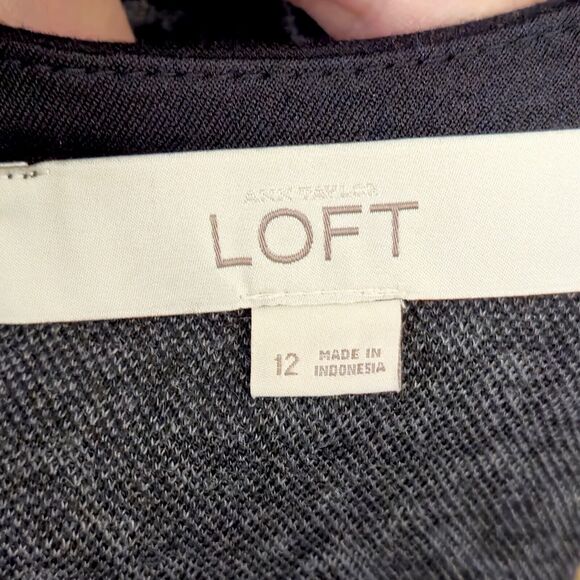 ANN TAYLOR
LOFT
12
MADE IN
INDONESIA